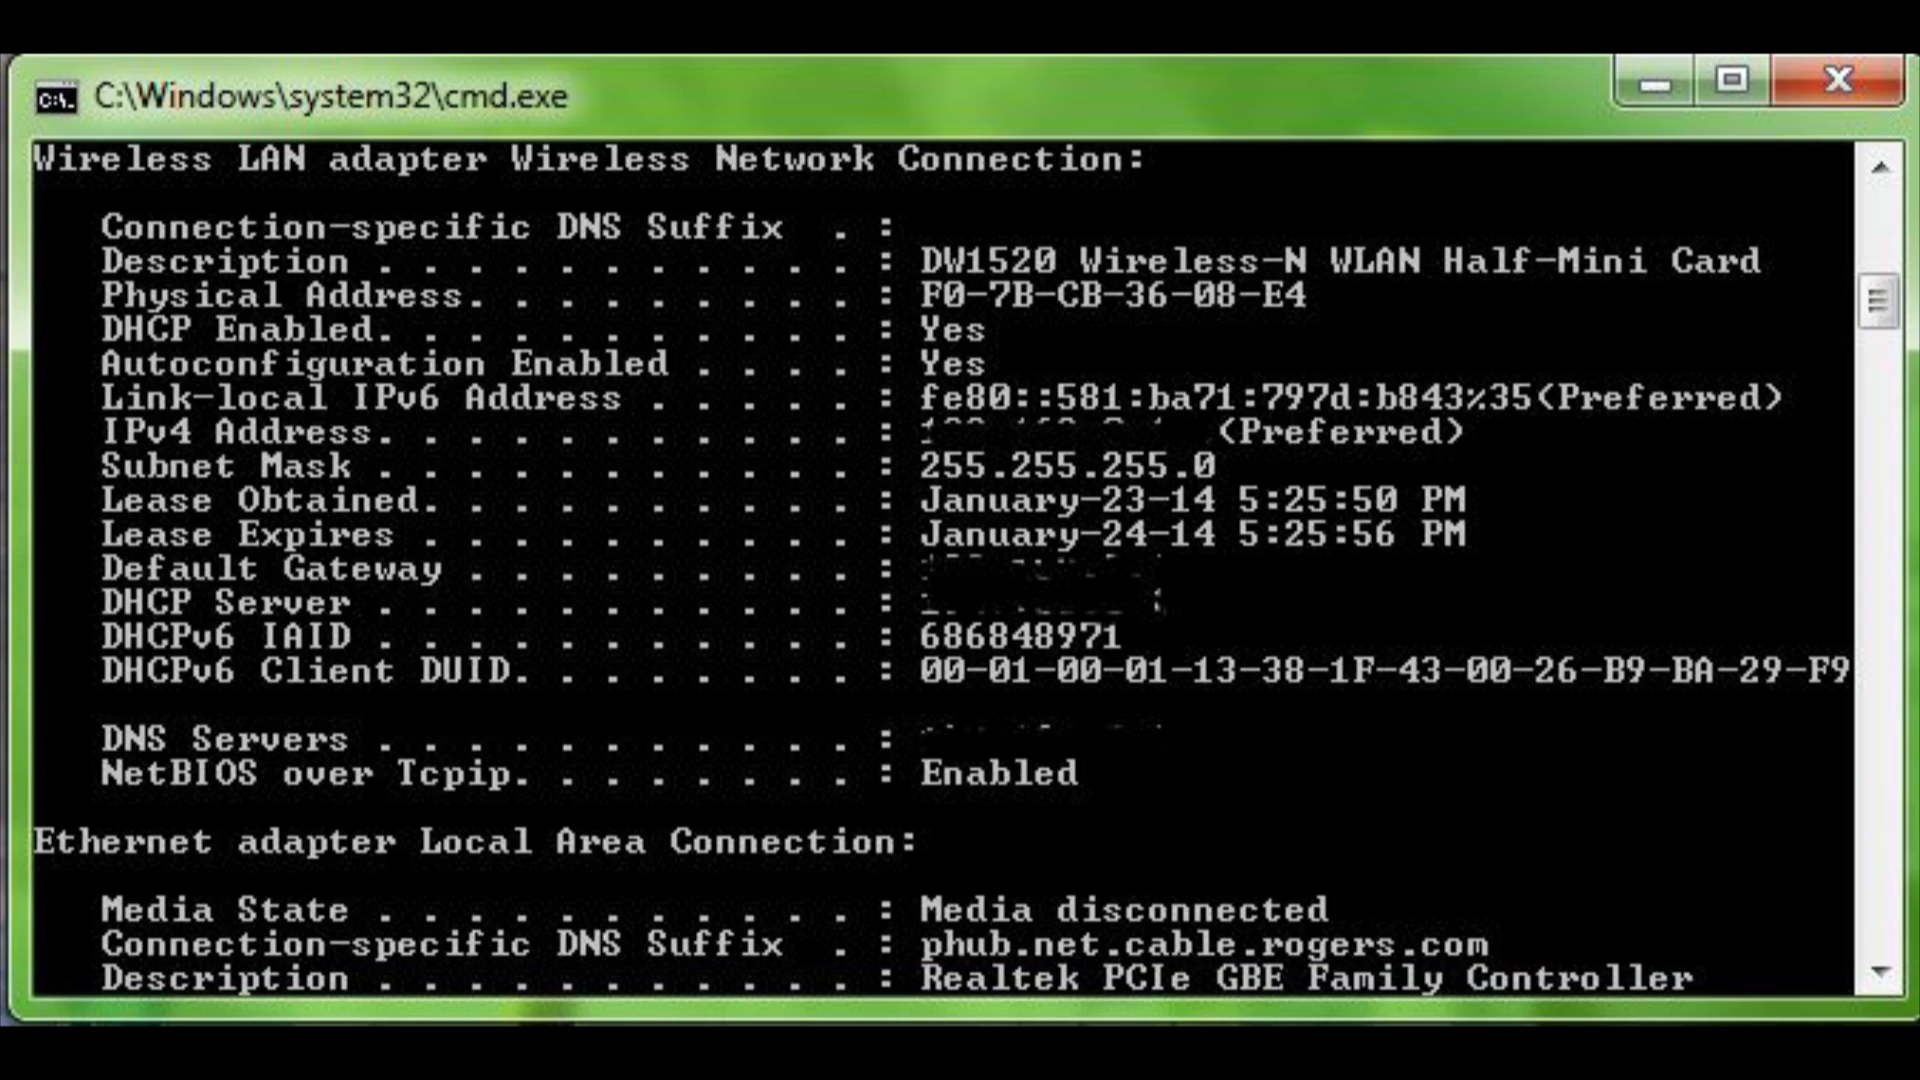 C:\Windows\system32\cmd.exe
Wireless LAN adapter Wireless Network Connection:
Connection-specific DNS Suffix . :
Description . . . . . . . . . . . : DW1520 Wireless-N WLAN Half-Mini Card
Physical Address. . . . . . . . . : F0-7B-CB-36-08-E4
DHCP Enabled. . . . . . . . . . . : Yes
Autoconfiguration Enabled . . . . : Yes
Link-local IPv6 Address . . . . . : fe80::581:ba71:797d:b843%35(Preferred)
IPv4 Address. . . . . . . . . . . : (Preferred)
Subnet Mask . . . . . . . . . . . : 255.255.255.0
Lease Obtained. . . . . . . . . . : January-23-14 5:25:50 PM
Lease Expires . . . . . . . . . . : January-24-14 5:25:56 PM
Default Gateway . . . . . . . . . :
DHCP Server . . . . . . . . . . . :
DHCPv6 IAID . . . . . . . . . . . : 686848971
DHCPv6 Client DUID. . . . . . . . : 00-01-00-01-13-38-1F-43-00-26-B9-BA-29-F9
DNS Servers . . . . . . . . . . . :
NetBIOS over Tcpip. . . . . . . . : Enabled
Ethernet adapter Local Area Connection:
Media State . . . . . . . . . . . : Media disconnected
Connection-specific DNS Suffix . : phub.net.cable.rogers.com
Description . . . . . . . . . . . : Realtek PCIe GBE Family Controller